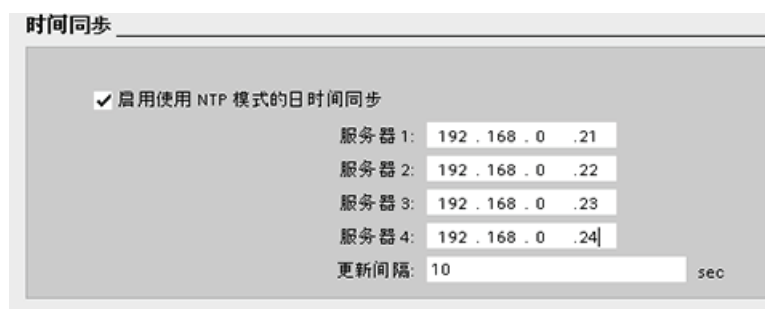 时间同步
启用使用 NTP 模式的日时间同步
服务器 1: 192 . 168 . 0 .21
服务器 2: 192 . 168 . 0 .22
服务器 3: 192 . 168 . 0 .23
服务器 4: 192 . 168 . 0 .24
更新间隔: 10 sec